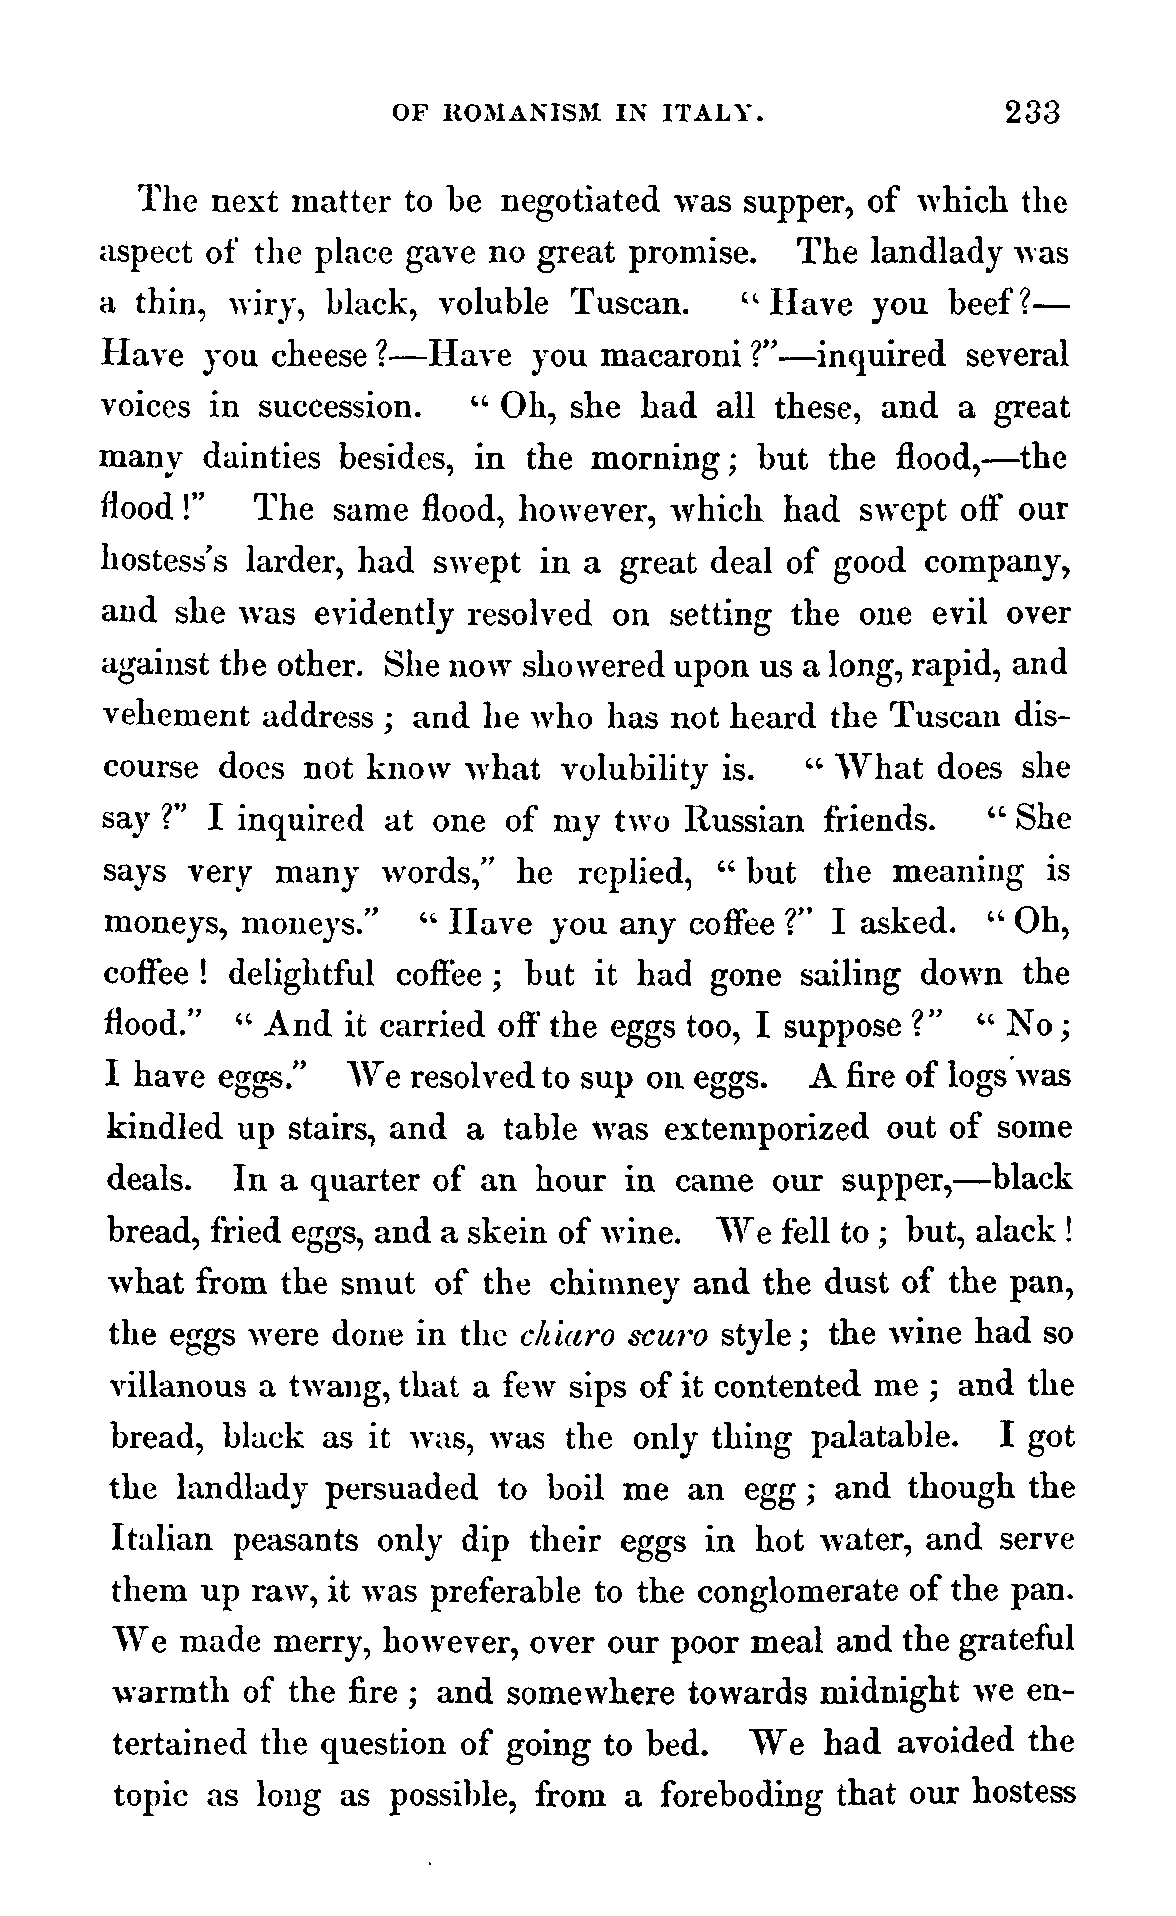 OF ROMANISM IN ITALY. 233
The next matter to be negotiated was supper, of which the
aspect of the place gave no great promise. The landlady was
a thin, wiry, black, voluble Tuscan. “ Have you beef?—
Have you cheese ?—Have you macaroni ?”—inquired several
voices in succession. “ Oh, she had all these, and a great
many dainties besides, in the morning ; but the flood,—the
flood !” The same flood, however, which had swept off our
hostess’s larder, had swept in a great deal of good company,
and she was evidently resolved on setting the one evil over
against the other. She now showered upon us a long, rapid, and
vehement address ; and he who has not heard the Tuscan dis-
course does not know what volubility is. “ What does she
say ?” I inquired at one of my two Russian friends. “ She
says very many words,” he replied, “ but the meaning is
moneys, moneys.” “ Have you any coffee ?” I asked. “ Oh,
coffee ! delightful coffee ; but it had gone sailing down the
flood.” “ And it carried off the eggs too, I suppose ?” “ No ;
I have eggs.” We resolved to sup on eggs. A fire of logs was
kindled up stairs, and a table was extemporized out of some
deals. In a quarter of an hour in came our supper,—black
bread, fried eggs, and a skein of wine. We fell to ; but, alack !
what from the smut of the chimney and the dust of the pan,
the eggs were done in the chiaro scuro style ; the wine had so
villanous a twang, that a few sips of it contented me ; and the
bread, black as it was, was the only thing palatable. I got
the landlady persuaded to boil me an egg ; and though the
Italian peasants only dip their eggs in hot water, and serve
them up raw, it was preferable to the conglomerate of the pan.
We made merry, however, over our poor meal and the grateful
warmth of the fire ; and somewhere towards midnight we en-
tertained the question of going to bed. We had avoided the
topic as long as possible, from a foreboding that our hostess